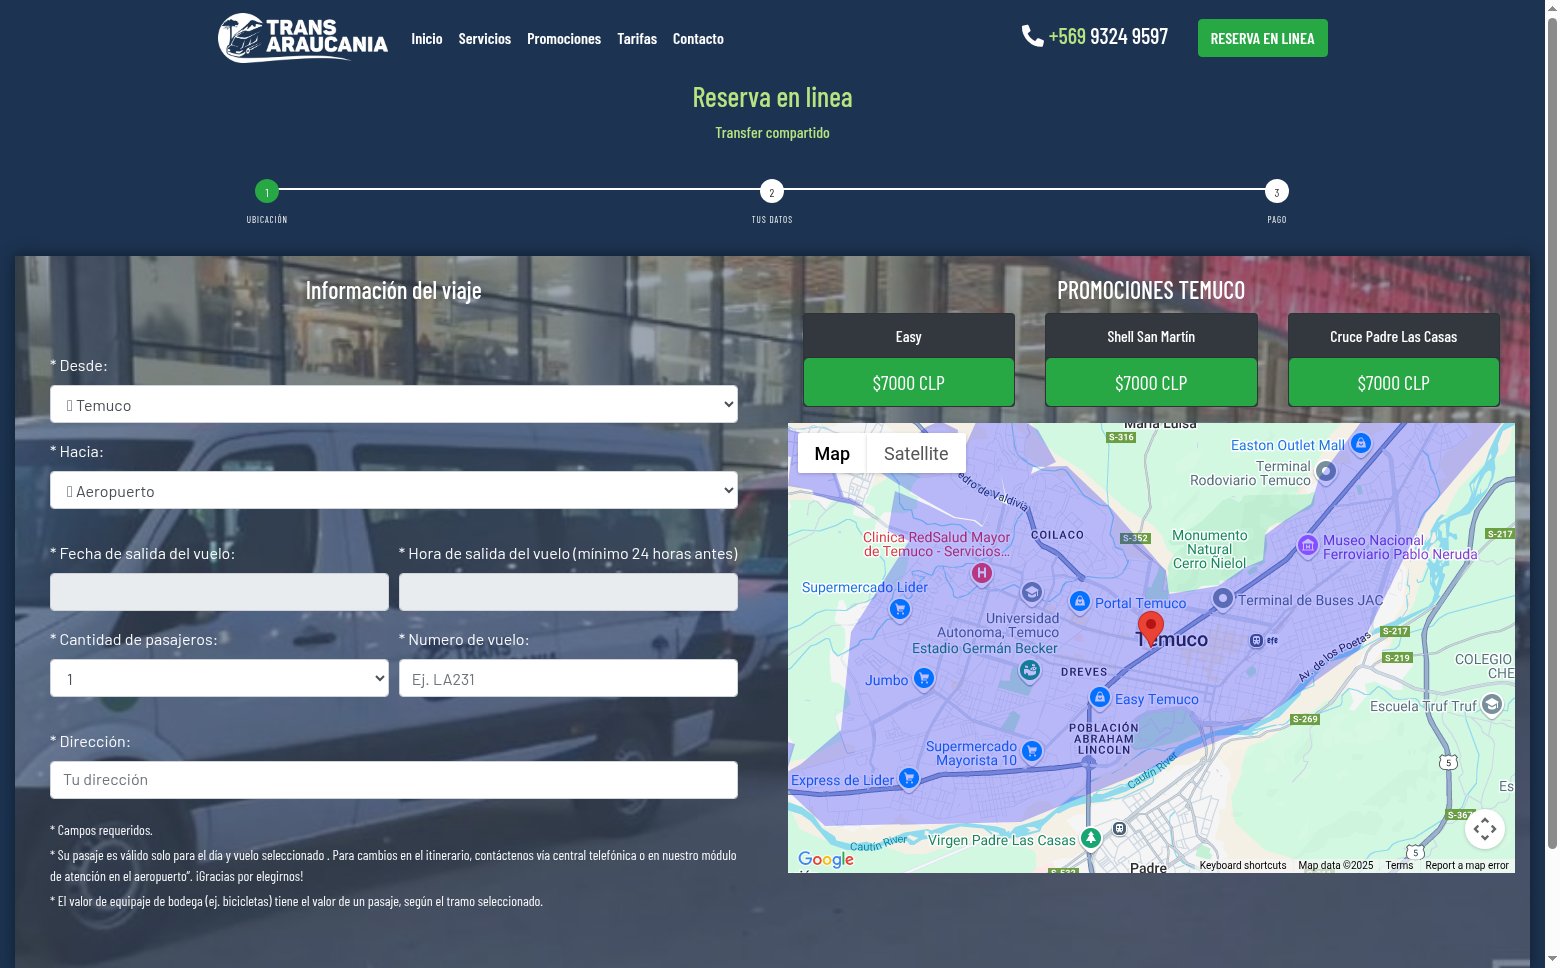 TRANS
ARAUCANIA
Inicio Servicios Promociones Tarifas Contacto
+569 9324 9597
RESERVA EN LINEA
Reserva en linea
Transfer compartido
1 2 3
UBICACIÓN TUS DATOS PAGO
Información del viaje
* Desde:
Temuco
* Hacia:
Aeropuerto
* Fecha de salida del vuelo:
* Hora de salida del vuelo (mínimo 24 horas antes)
* Cantidad de pasajeros:
* Numero de vuelo:
1
Ej. LA231
* Dirección:
Tu dirección
* Campos requeridos.
* Su pasaje es válido solo para el día y vuelo seleccionado . Para cambios en el itinerario, contáctenos vía central telefónica o en nuestro módulo
de atención en el aeropuerto". ¡Gracias por elegirnos!
* El valor de equipaje de bodega (ej. bicicletas) tiene el valor de un pasaje, según el tramo seleccionado.
PROMOCIONES TEMUCO
Easy
$7000 CLP
Shell San Martín
$7000 CLP
Cruce Padre Las Casas
$7000 CLP
Map Satellite
María Luisa
S-316
Easton Outlet Mall
Terminal
Rodoviario Temuco
Pedro de Valdivia
COILACO
Clínica RedSalud Mayor
de Temuco - Servicios...
S-352
Monumento
Natural
Cerro Ñielol
S-217
Museo Nacional
Ferroviario Pablo Neruda
Supermercado Lider
Portal Temuco
Terminal de Buses JAC
Universidad
Autonoma, Temuco
Temuco
efe
S-217
Av. de los Poetas
Estadio Germán Becker
S-219
COLEGIO
CHE
DREVES
Jumbo
Easy Temuco
Escuela Truf Truf
S-269
POBLACIÓN
ABRAHAM
LINCOLN
Supermercado
Mayorista 10
5
Express de Lider
Cautín River
Es
Cautín River
Virgen Padre Las Casas
5
Google
Padre
Keyboard shortcuts Map data ©2025 Terms Report a map error